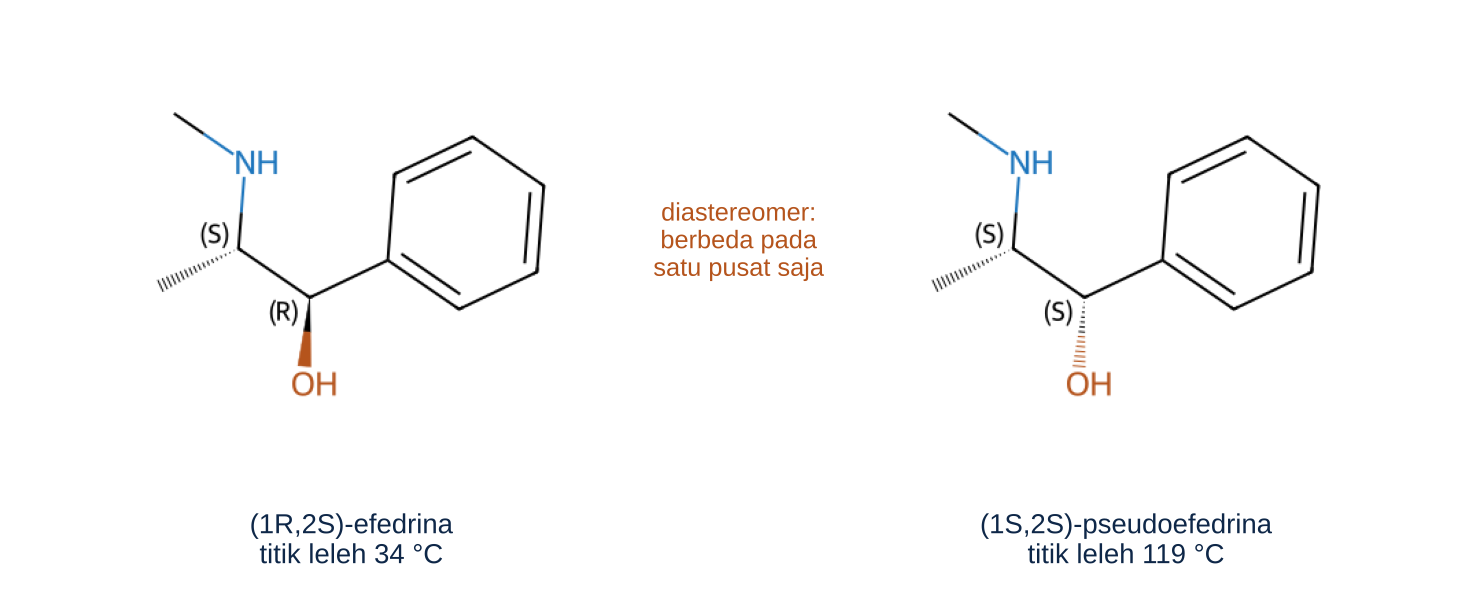 NH
(S)
(R)
OH
diastereomer:
berbeda pada
satu pusat saja
NH
(S)
(S)
OH
(1R,2S)-efedrina
titik leleh 34 °C
(1S,2S)-pseudoefedrina
titik leleh 119 °C